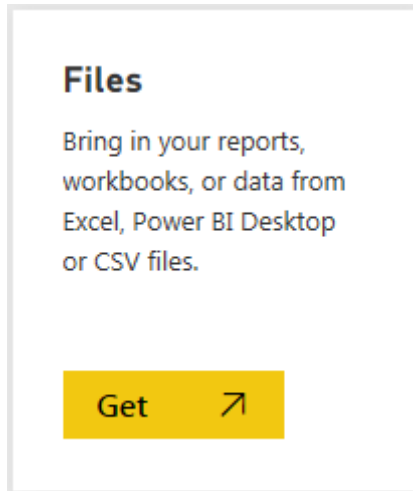 Files
Bring in your reports,
workbooks, or data from
Excel, Power BI Desktop
or CSV files.
Get